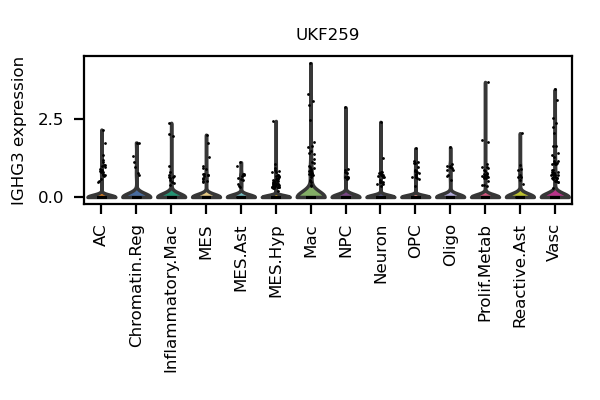 UKF259
IGHG3 expression
2.5
0.0
AC
Chromatin.Reg
Inflammatory.Mac
MES
MES.Ast
MES.Hyp
Mac
NPC
Neuron
OPC
Oligo
Prolif.Metab
Reactive.Ast
Vasc